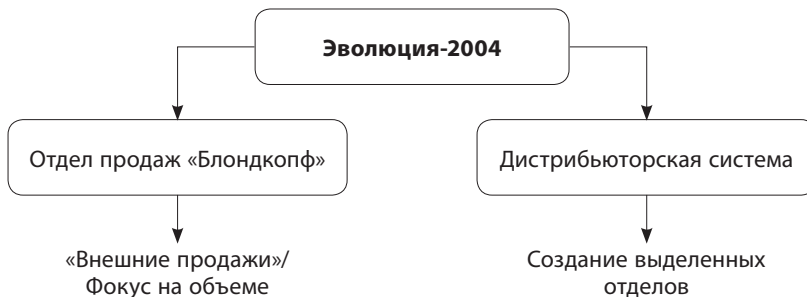 Эволюция-2004
Отдел продаж «Блондкопф»
Дистрибьюторская система
«Внешние продажи»/
Фокус на объеме
Создание выделенных
отделов